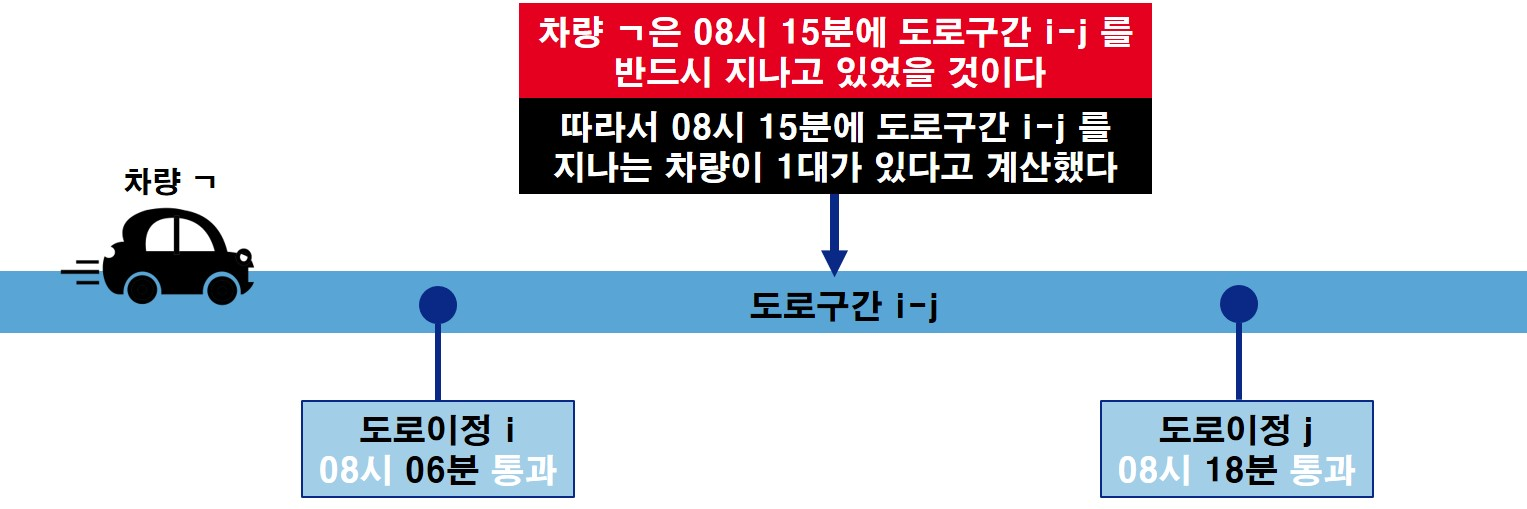 차량 ㄱ은 08시 15분에 도로구간 i-j 를
반드시 지나고 있었을 것이다
따라서 08시 15분에 도로구간 i-j 를
지나는 차량이 1대가 있다고 계산했다
차량 ㄱ
도로구간 i-j
도로이정 i
08시 06분 통과
도로이정 j
08시 18분 통과